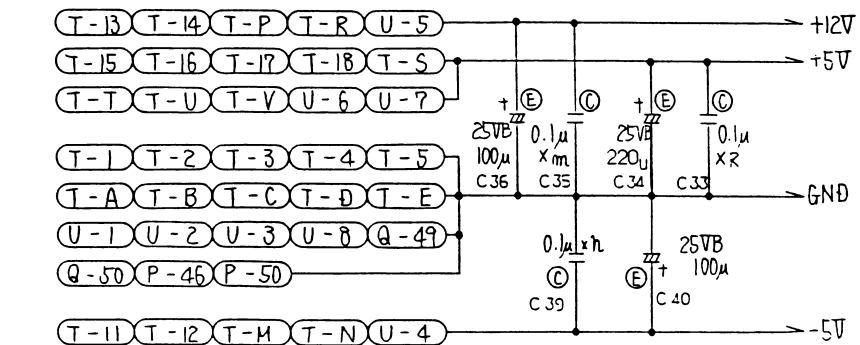 T-13 T-14 T-P T-R U-5 +12V
T-15 T-16 T-17 T-18 T-S +5V
T-T T-U T-V U-6 U-7
+ E C + E C
25VB 0.1μ 25VB 0.1μ
100μ ×m 220u ×R
C36 C35 C34 C33
T-1 T-2 T-3 T-4 T-5
T-A T-B T-C T-D T-E GND
U-1 U-2 U-3 U-8 Q-49
Q-50 P-46 P-50
0.1μ ×n 25VB
100μ
C E +
C39 C40
T-11 T-12 T-M T-N U-4 -5V